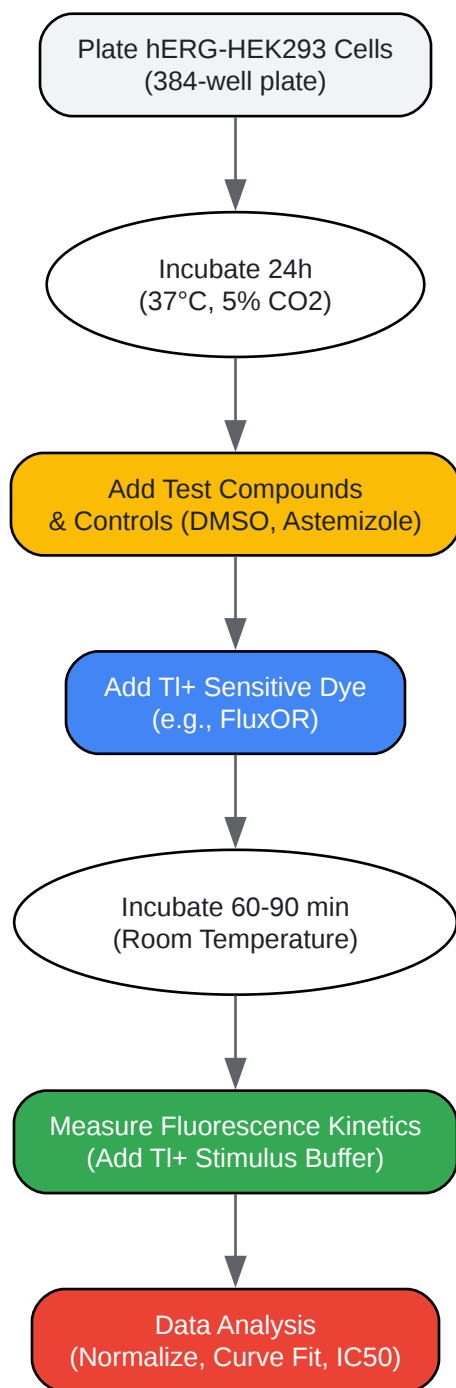 Plate hERG-HEK293 Cells
(384-well plate)
Incubate 24h
(37°C, 5% CO2)
Add Test Compounds
& Controls (DMSO, Astemizole)
Add Tl+ Sensitive Dye
(e.g., FluxOR)
Incubate 60-90 min
(Room Temperature)
Measure Fluorescence Kinetics
(Add Tl+ Stimulus Buffer)
Data Analysis
(Normalize, Curve Fit, IC50)